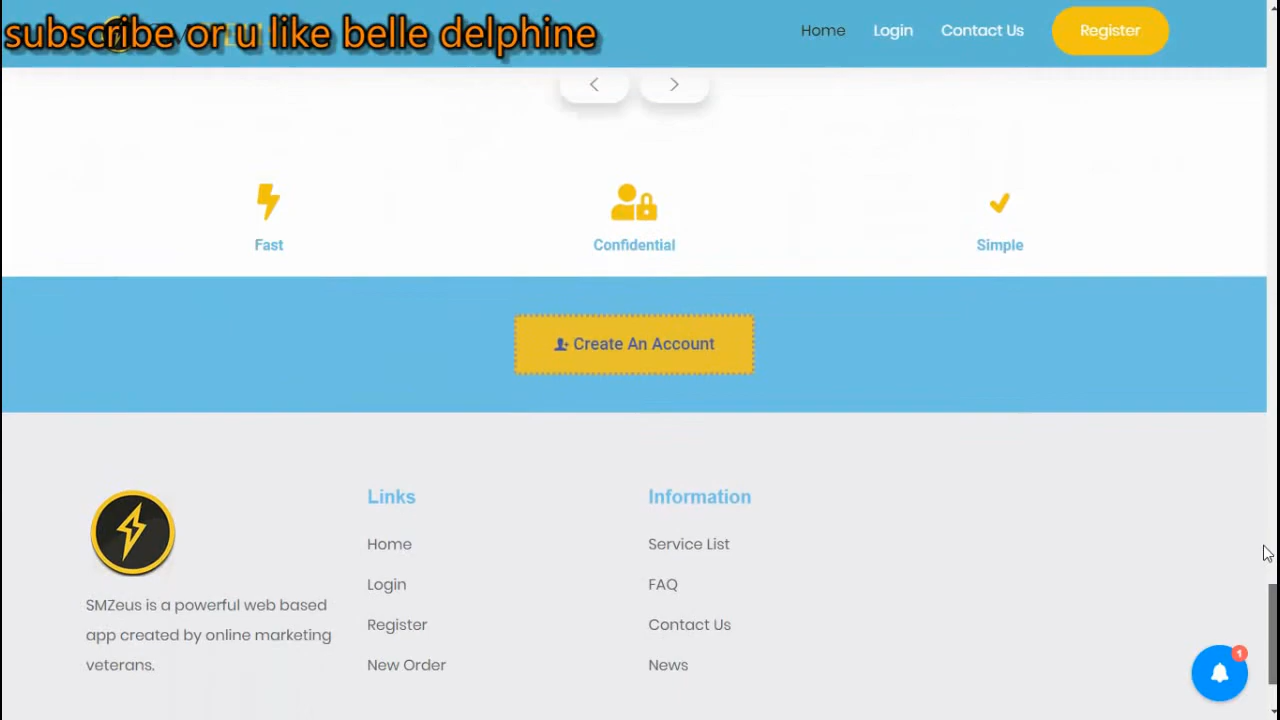 subscribe or u like belle delphine
Home Login Contact Us Register
Fast Confidential Simple
Create An Account
Links Information
Home Service List
Login FAQ
Register Contact Us
New Order News
SMZeus is a powerful web based
app created by online marketing
veterans.
1